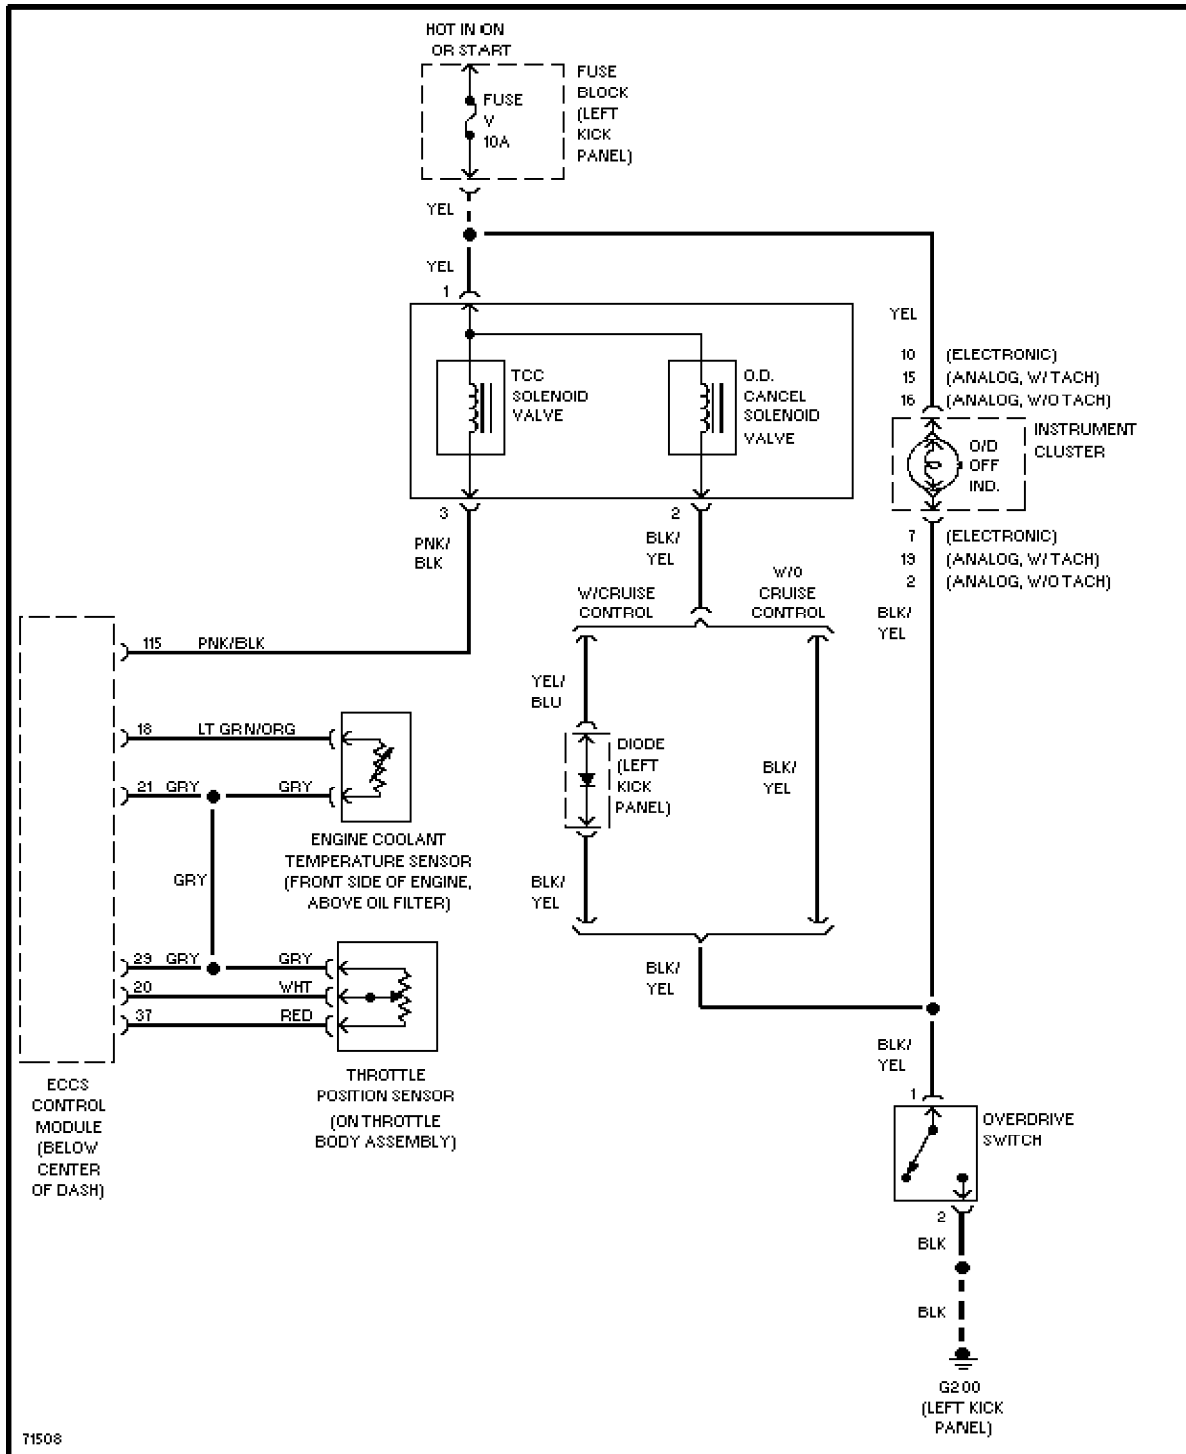 HOT IN ON
OR START
FUSE
BLOCK
(LEFT
KICK
PANEL)
FUSE
V
10A
YEL
YEL
1
YEL
10 (ELECTRONIC)
15 (ANALOG, W/TACH)
16 (ANALOG, W/O TACH)
TCC
SOLENOID
VALVE
O.D.
CANCEL
SOLENOID
VALVE
INSTRUMENT
CLUSTER
O/D
OFF
IND.
3
2
PNK/
BLK
BLK/
YEL
7 (ELECTRONIC)
19 (ANALOG, W/TACH)
2 (ANALOG, W/O TACH)
W/CRUISE
CONTROL
W/O
CRUISE
CONTROL
BLK/
YEL
115 PNK/BLK
YEL/
BLU
18 LT GRN/ORG
DIODE
(LEFT
KICK
PANEL)
BLK/
YEL
21 GRY GRY
ENGINE COOLANT
TEMPERATURE SENSOR
(FRONT SIDE OF ENGINE,
ABOVE OIL FILTER)
GRY
BLK/
YEL
29 GRY GRY
20 WHT
37 RED
BLK/
YEL
THROTTLE
POSITION SENSOR
(ON THROTTLE
BODY ASSEMBLY)
ECCS
CONTROL
MODULE
(BELOW
CENTER
OF DASH)
BLK/
YEL
1
OVERDRIVE
SWITCH
2
BLK
BLK
G200
(LEFT KICK
PANEL)
71508